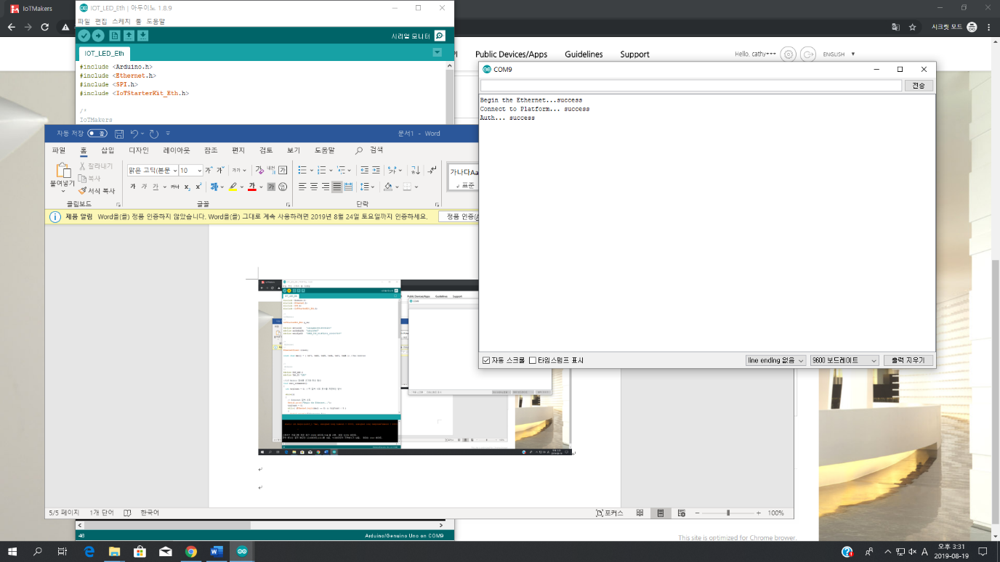 IoTMakers
IOT_LED_Eth | 아두이노 1.8.9
시크릿 모드
파일 편집 스케치 툴 도움말
시리얼 모니터
IOT_LED_Eth
Public Devices/Apps Guidelines Support
Hello, cathy*** ENGLISH
#include <Arduino.h>
#include <Ethernet.h>
#include <SPI.h>
#include <IoTStarterKit_Eth.h>
/*
IoTMakers
COM9
전송
Begin the Ethernet...success
Connect to Platform... success
Auth... success
자동 스크롤 타임스탬프 표시
line ending 없음 9600 보드레이트 출력 지우기
자동 저장 문서1 - Word
파일 홈 삽입 디자인 레이아웃 참조 편지 검토 보기 도움말 검색
붙여넣기
잘라내기
복사
서식 복사
맑은 고딕(본문 10
가나다Aa
표준
클립보드 글꼴 단락
제품 알림 Word을(를) 정품 인증하지 않았습니다. Word을(를) 그대로 계속 사용하려면 2019년 8월 24일 토요일까지 인증하세요.
정품 인증(A
Public Devices/Apps Guidelines Support
5/5 페이지 1개 단어 한국어
포커스 100%
46 Arduino/Genuino Uno on COM9
This site is optimized for Chrome brower.
A
오후 3:31
2019-08-19